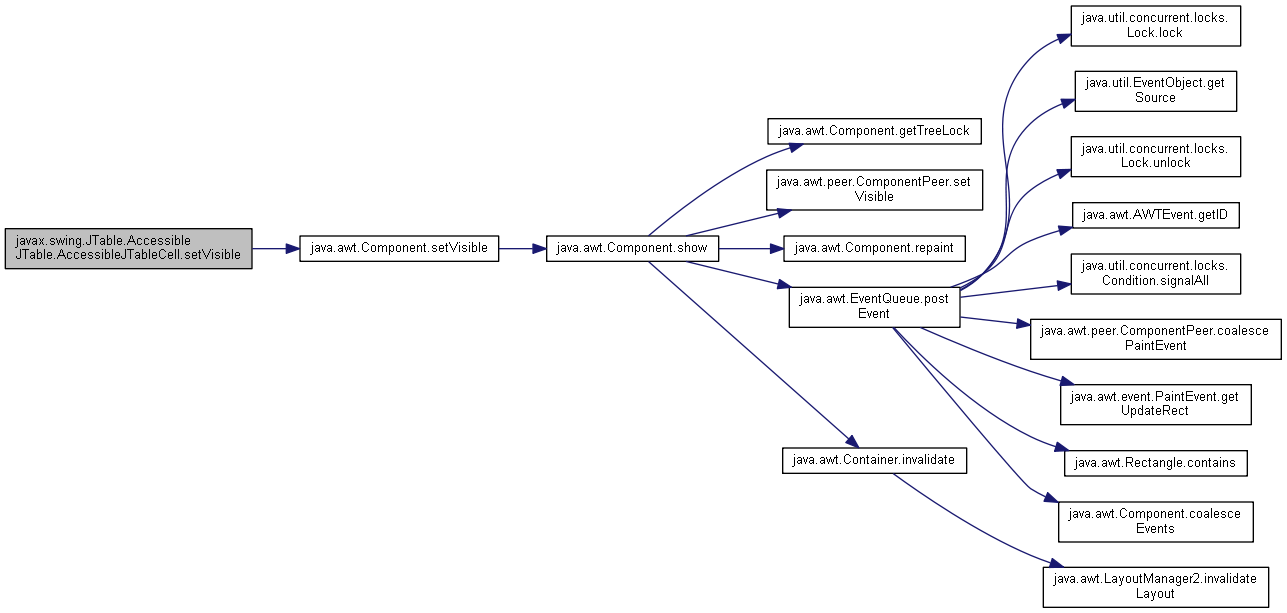 javax.swing.JTable.Accessible
JTable.AccessibleJTableCell.setVisible
java.awt.Component.setVisible
java.awt.Component.show
java.awt.Component.getTreeLock
java.awt.peer.ComponentPeer.set
Visible
java.awt.Component.repaint
java.awt.EventQueue.post
Event
java.awt.Container.invalidate
java.util.concurrent.locks.
Lock.lock
java.util.EventObject.get
Source
java.util.concurrent.locks.
Lock.unlock
java.awt.AWTEvent.getID
java.util.concurrent.locks.
Condition.signalAll
java.awt.peer.ComponentPeer.coalesce
PaintEvent
java.awt.event.PaintEvent.get
UpdateRect
java.awt.Rectangle.contains
java.awt.Component.coalesce
Events
java.awt.LayoutManager2.invalidate
Layout